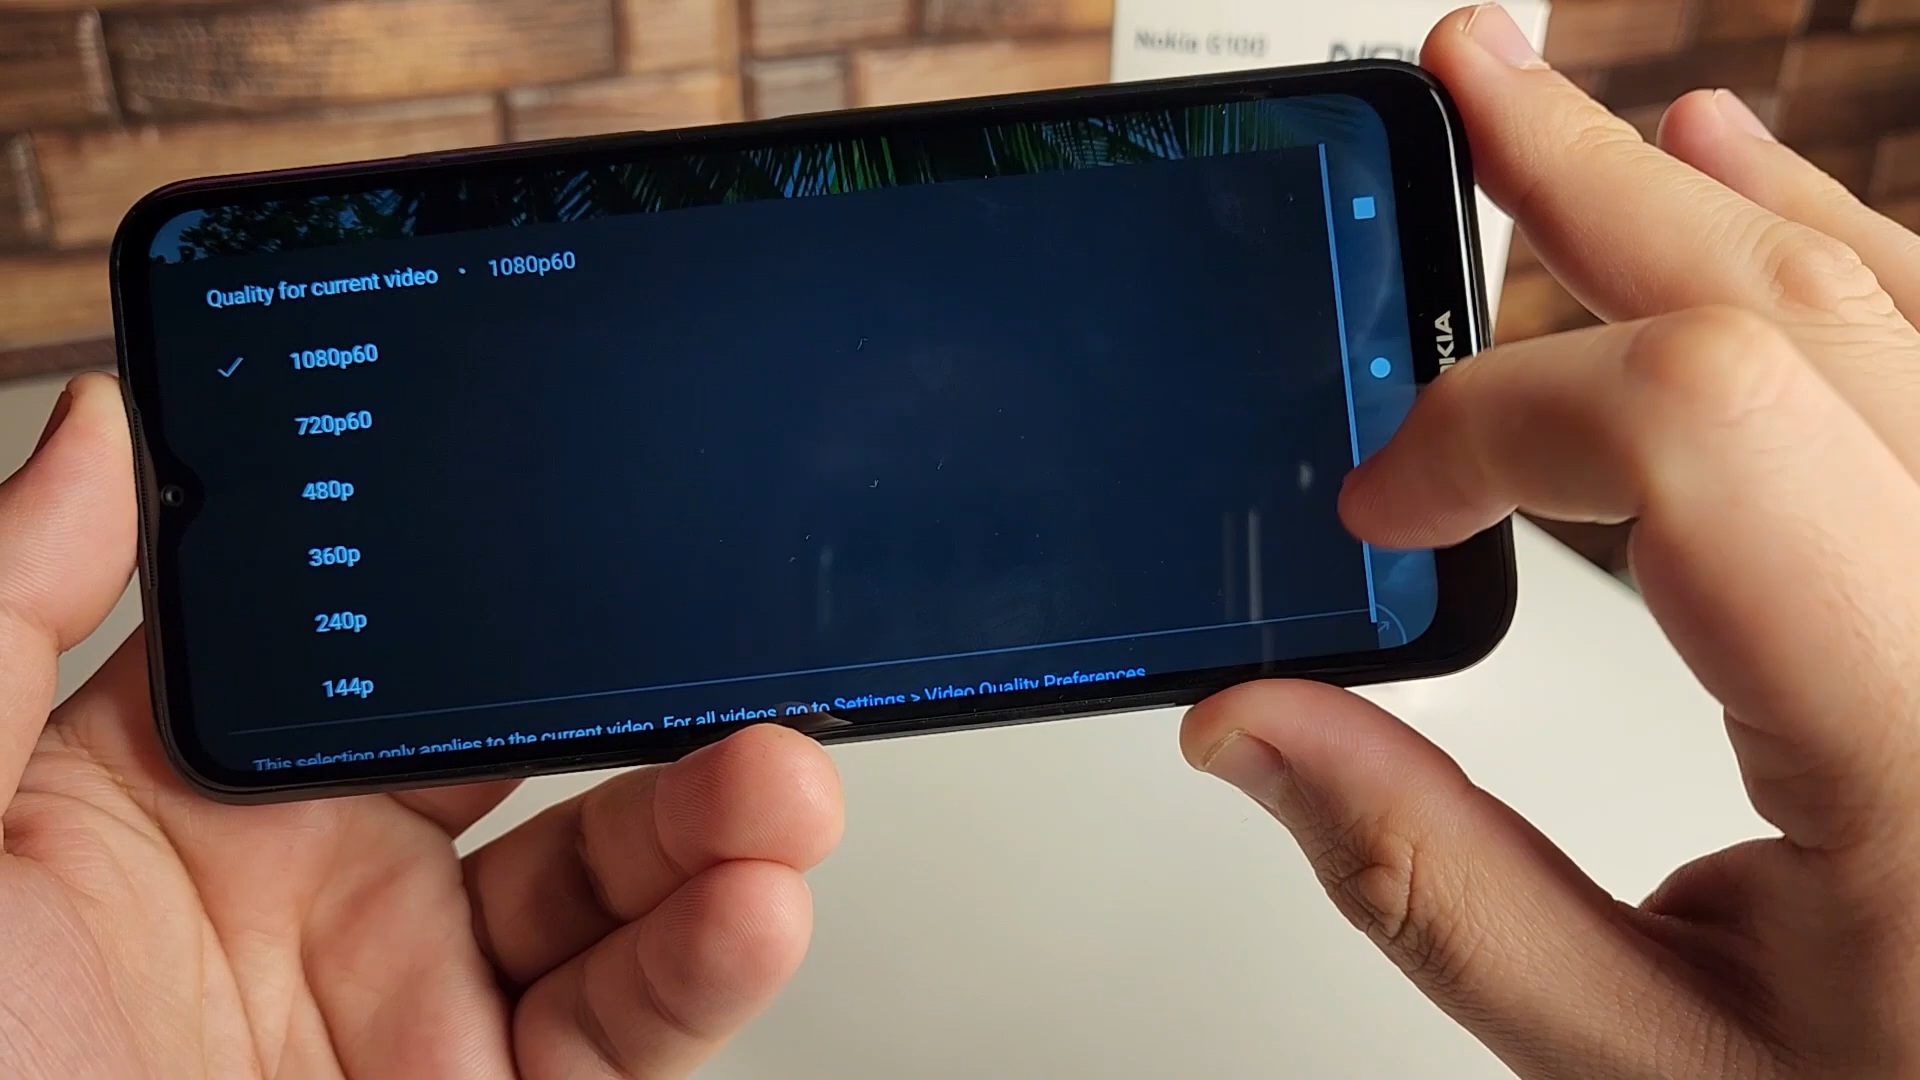 Nokia G100
Quality for current video • 1080p60
1080p60
720p60
480p
360p
240p
144p
This selection only applies to the current video. For all videos, go to Settings > Video Quality Preferences